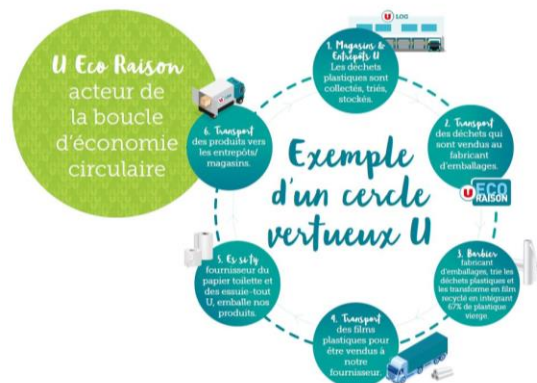 U Eco Raison
acteur de
la boucle
d'économie
circulaire
Exemple
d'un cercle
vertueux U
U LOG
1. Magasins &
Entrepôts U
Les déchets
plastiques sont
collectés, triés,
stockés.
2. Transport
des déchets qui
sont vendus au
fabricant
d'emballages.
U ECO
RAISON
3. Barbier
fabricant
d'emballages, trie les
déchets plastiques et
les transforme en film
recyclé en intégrant
67% de plastique
vierge.
4. Transport
des films
plastiques pour
être vendus à
notre
fournisseur.
5. Essity
fournisseur du
papier toilette et
des essuie-tout
U, emballe nos
produits.
6. Transport
des produits vers
les entrepôts/
magasins.